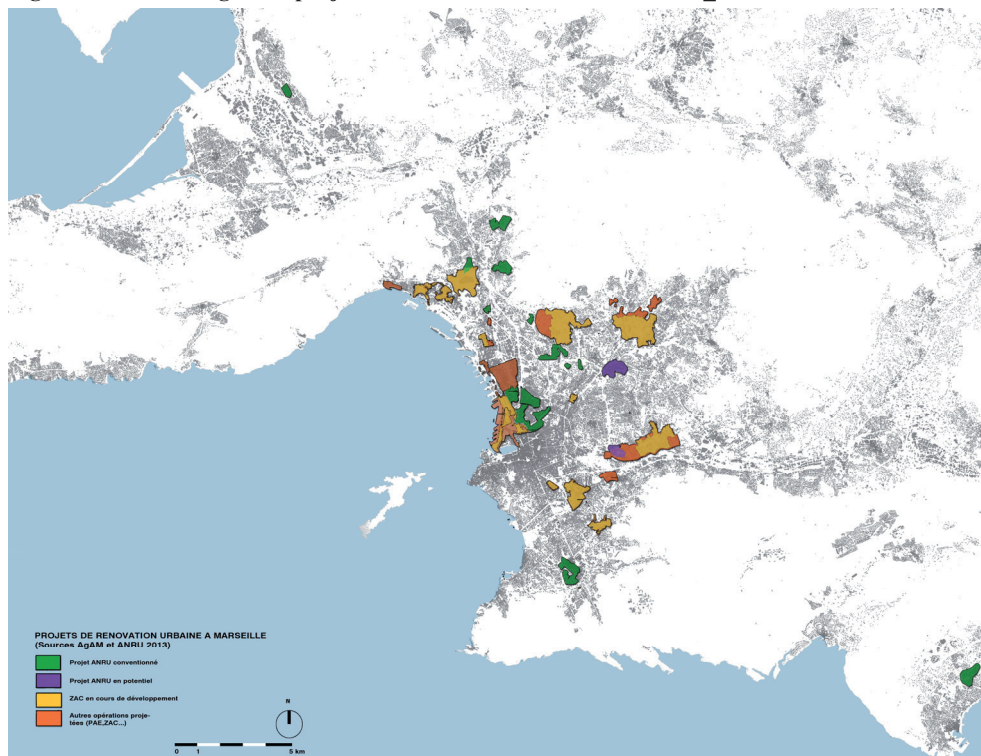 PROJETS DE RENOVATION URBAINE A MARSEILLE
(Sources AgAM et ANRU 2013)
Projet ANRU conventionné
Projet ANRU en potentiel
ZAC en cours de développement
Autres opérations proje-
tées (PAE,ZAC...)
N
0 1 5 km